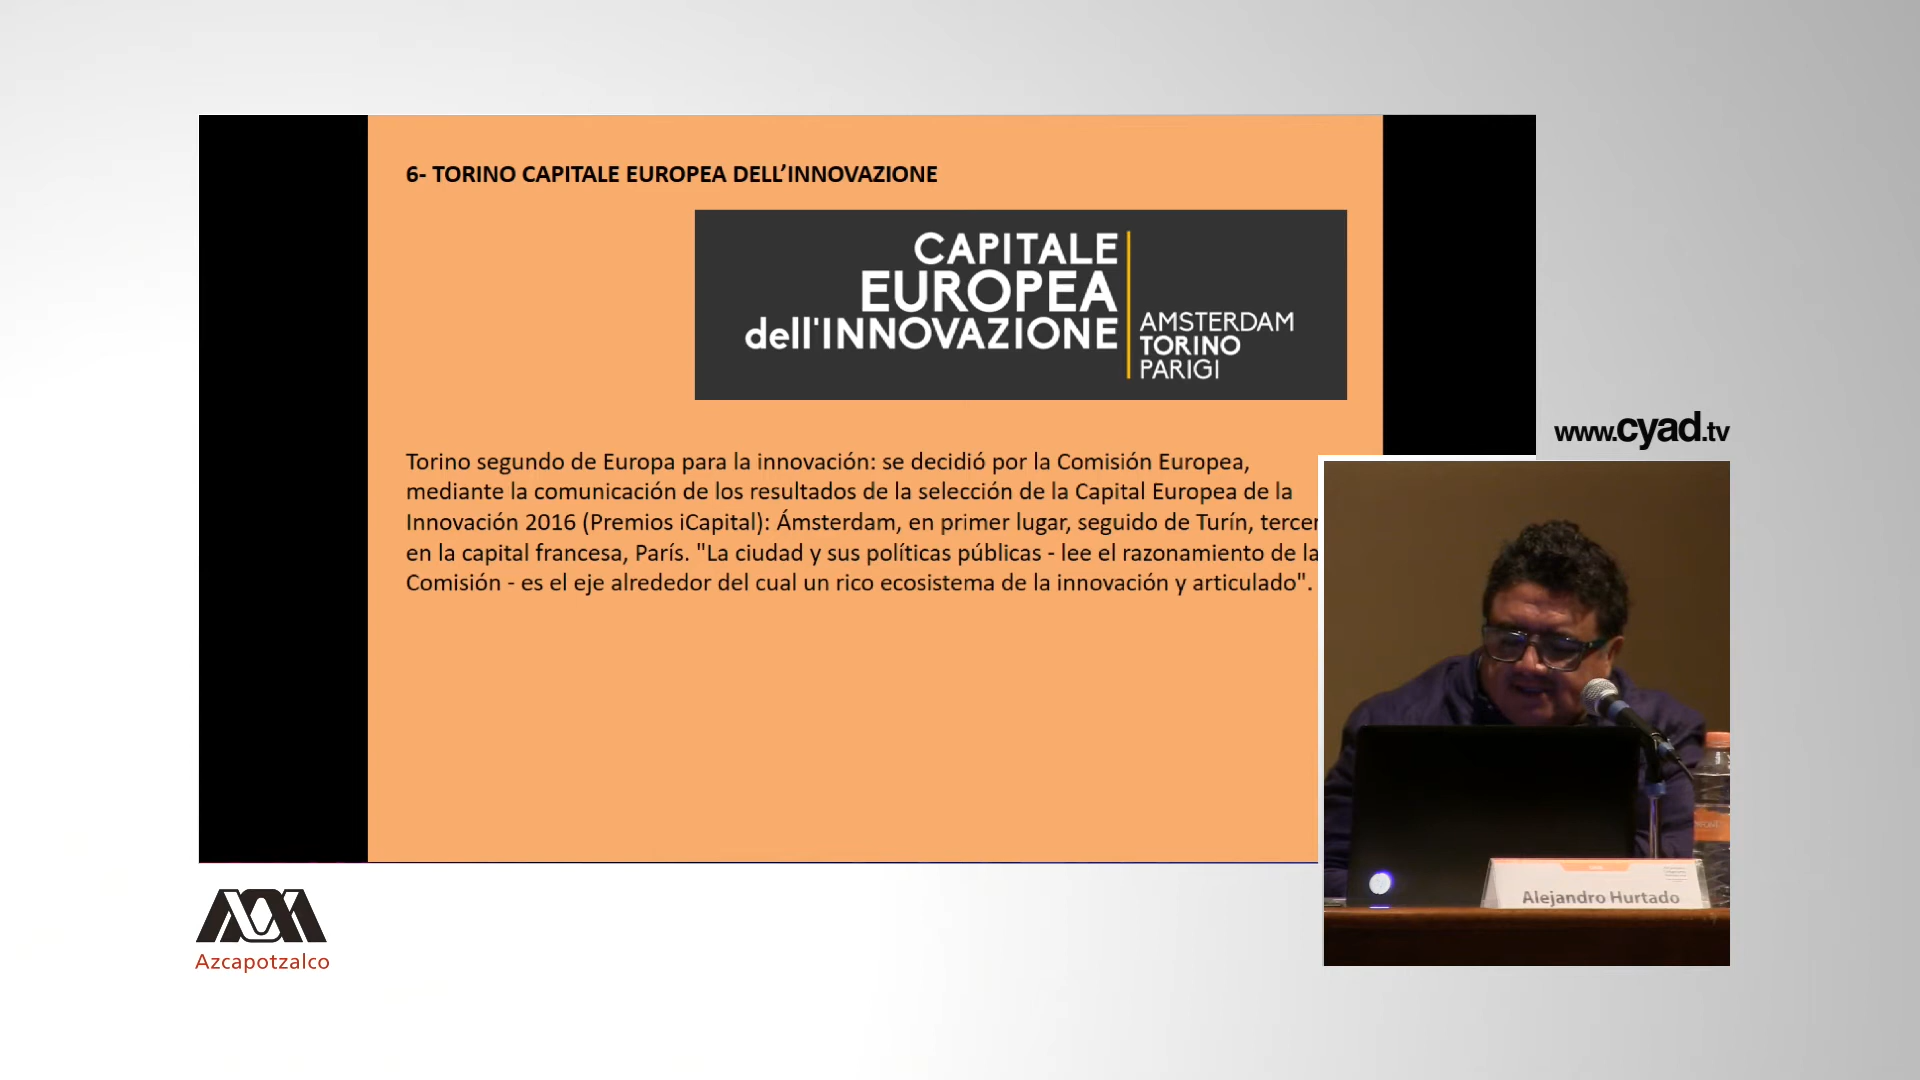 6- TORINO CAPITALE EUROPEA DELL’INNOVAZIONE
CAPITALE
EUROPEA
dell'INNOVAZIONE
AMSTERDAM
TORINO
PARIGI
Torino segundo de Europa para la innovación: se decidió por la Comisión Europea,
mediante la comunicación de los resultados de la selección de la Capital Europea de la
Innovación 2016 (Premios iCapital): Ámsterdam, en primer lugar, seguido de Turín, tercer
en la capital francesa, París. "La ciudad y sus políticas públicas - lee el razonamiento de la
Comisión - es el eje alrededor del cual un rico ecosistema de la innovación y articulado".
www.cyad.tv
Alejandro Hurtado
Azcapotzalco